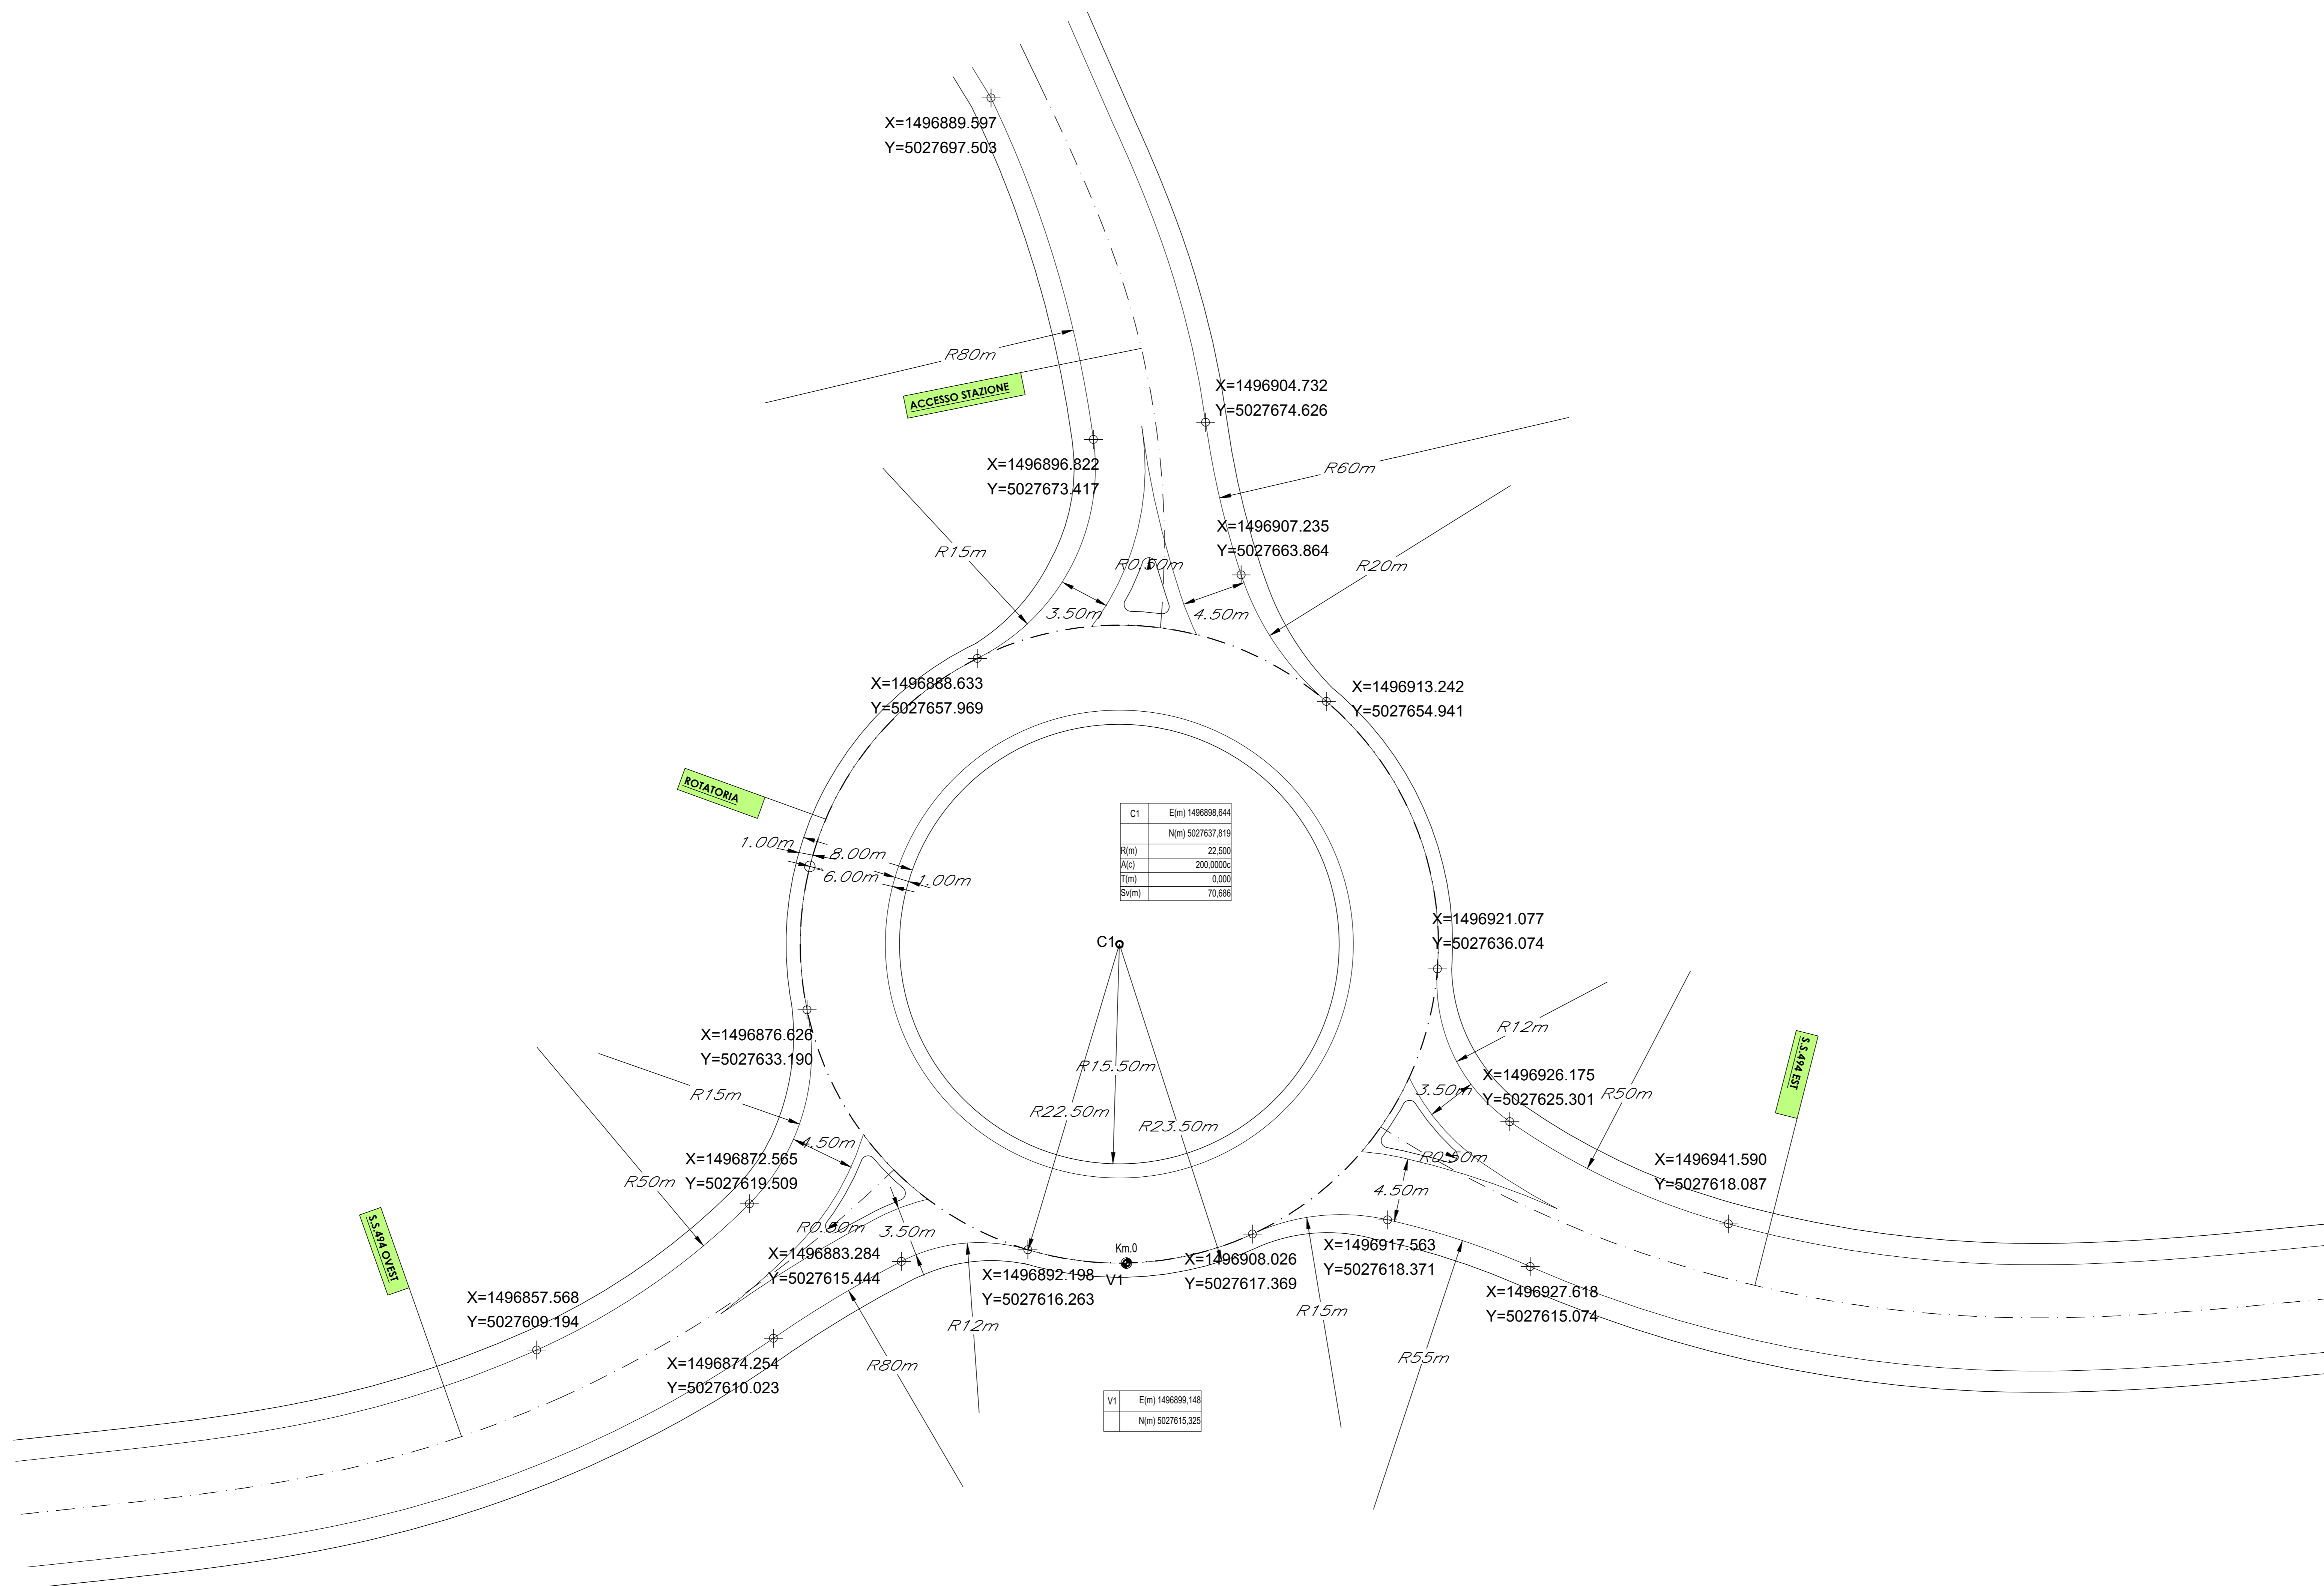 X=1496889.597
Y=5027697.503
R80m
ACCESSO STAZIONE
X=1496904.732
Y=5027674.626
X=1496896.822
Y=5027673.417
R60m
R15m
X=1496907.235
Y=5027663.864
R0.50m
R20m
3.50m
4.50m
X=1496888.633
Y=5027657.969
X=1496913.242
Y=5027654.941
ROTATORIA
1.00m
8.00m
6.00m
1.00m
C1 E(m) 1496898,644
N(m) 5027637,819
R(m) 22,500
A(c) 200,0000c
T(m) 0,000
Sv(m) 70,686
C1
X=1496921.077
Y=5027636.074
X=1496876.626
Y=5027633.190
R12m
R15.50m
R22.50m
R23.50m
R15m
3.50m
X=1496926.175
Y=5027625.301
R50m
S.S.494 EST
4.50m
X=1496872.565
Y=5027619.509
R50m
R0.50m
X=1496941.590
Y=5027618.087
4.50m
S.S.494 OVEST
R0.50m
3.50m
X=1496883.284
Y=5027615.444
Km.0
V1
X=1496892.198
Y=5027616.263
X=1496908.026
Y=5027617.369
X=1496917.563
Y=5027618.371
X=1496857.568
Y=5027609.194
R12m
R15m
X=1496927.618
Y=5027615.074
X=1496874.254
Y=5027610.023
R80m
R55m
V1 E(m) 1496899,148
N(m) 5027615,325